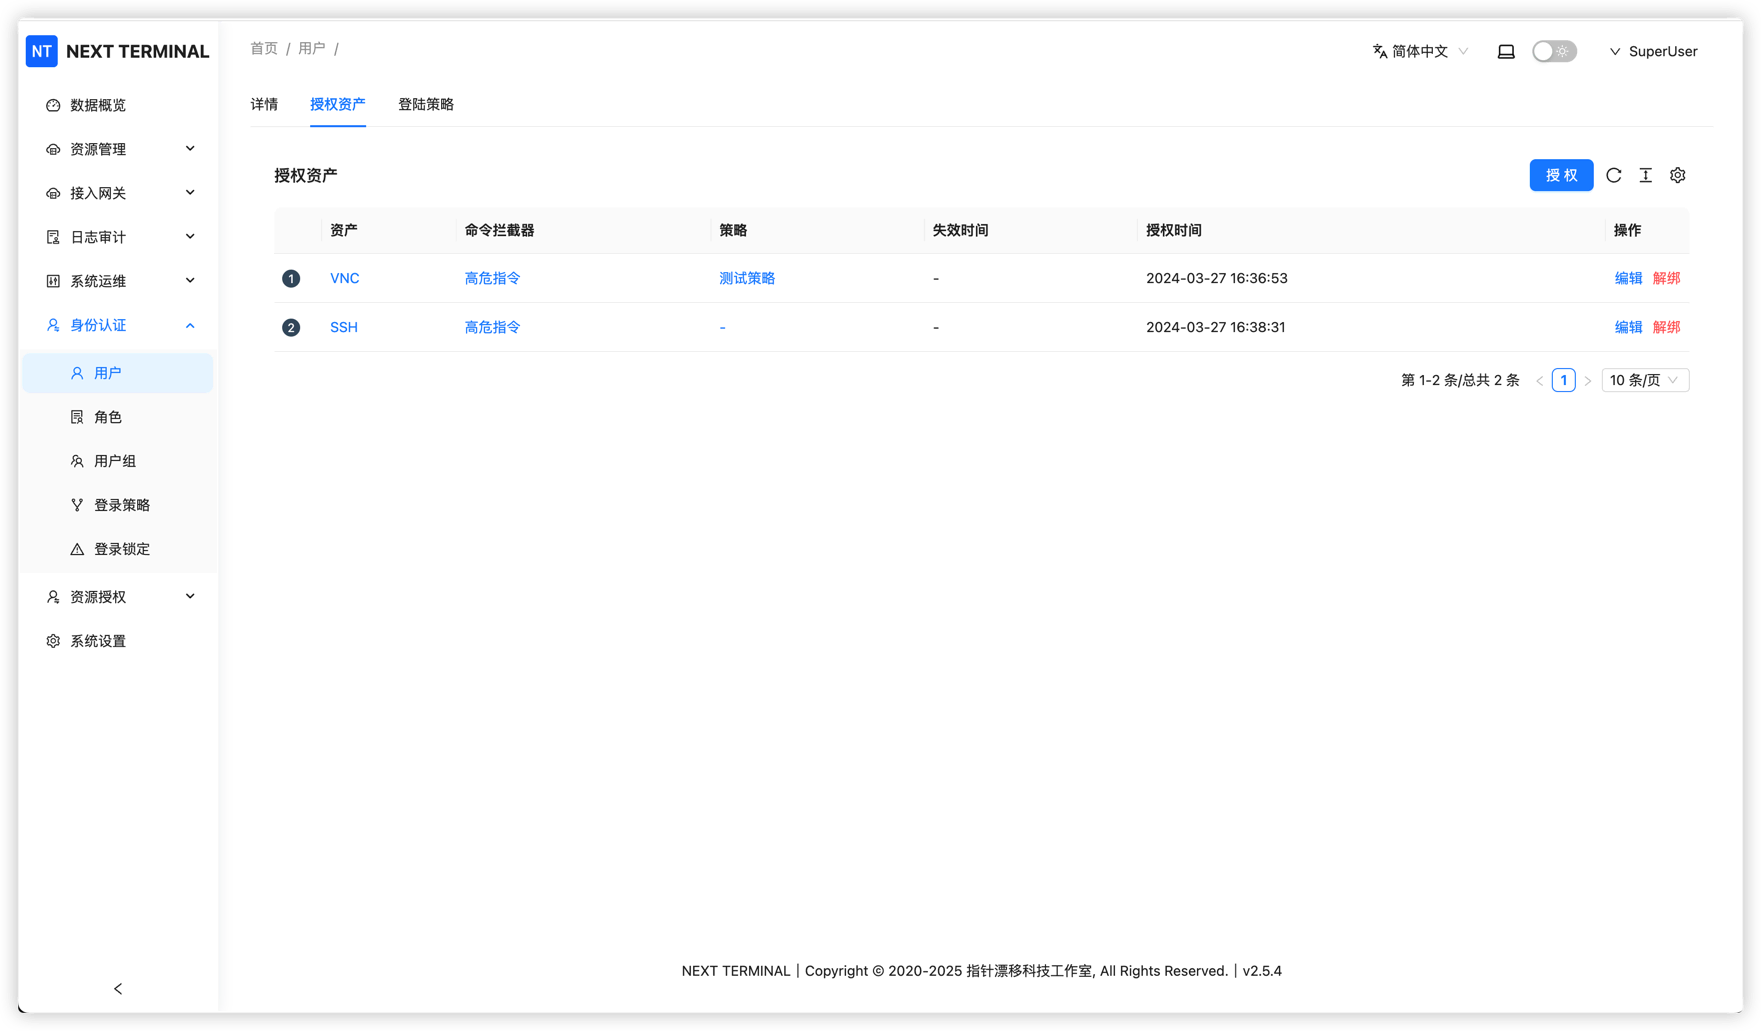 NT NEXT TERMINAL
数据概览
资源管理
接入网关
日志审计
系统运维
身份认证
用户
角色
用户组
登录策略
登录锁定
资源授权
系统设置
首页 / 用户 /
简体中文
SuperUser
详情 授权资产 登陆策略
授权资产
授 权
资产 命令拦截器 策略 失效时间 授权时间 操作
1 VNC 高危指令 测试策略 - 2024-03-27 16:36:53 编辑 解绑
2 SSH 高危指令 - - 2024-03-27 16:38:31 编辑 解绑
第 1-2 条/总共 2 条 < 1 > 10 条/页
NEXT TERMINAL | Copyright © 2020-2025 指针漂移科技工作室, All Rights Reserved. | v2.5.4